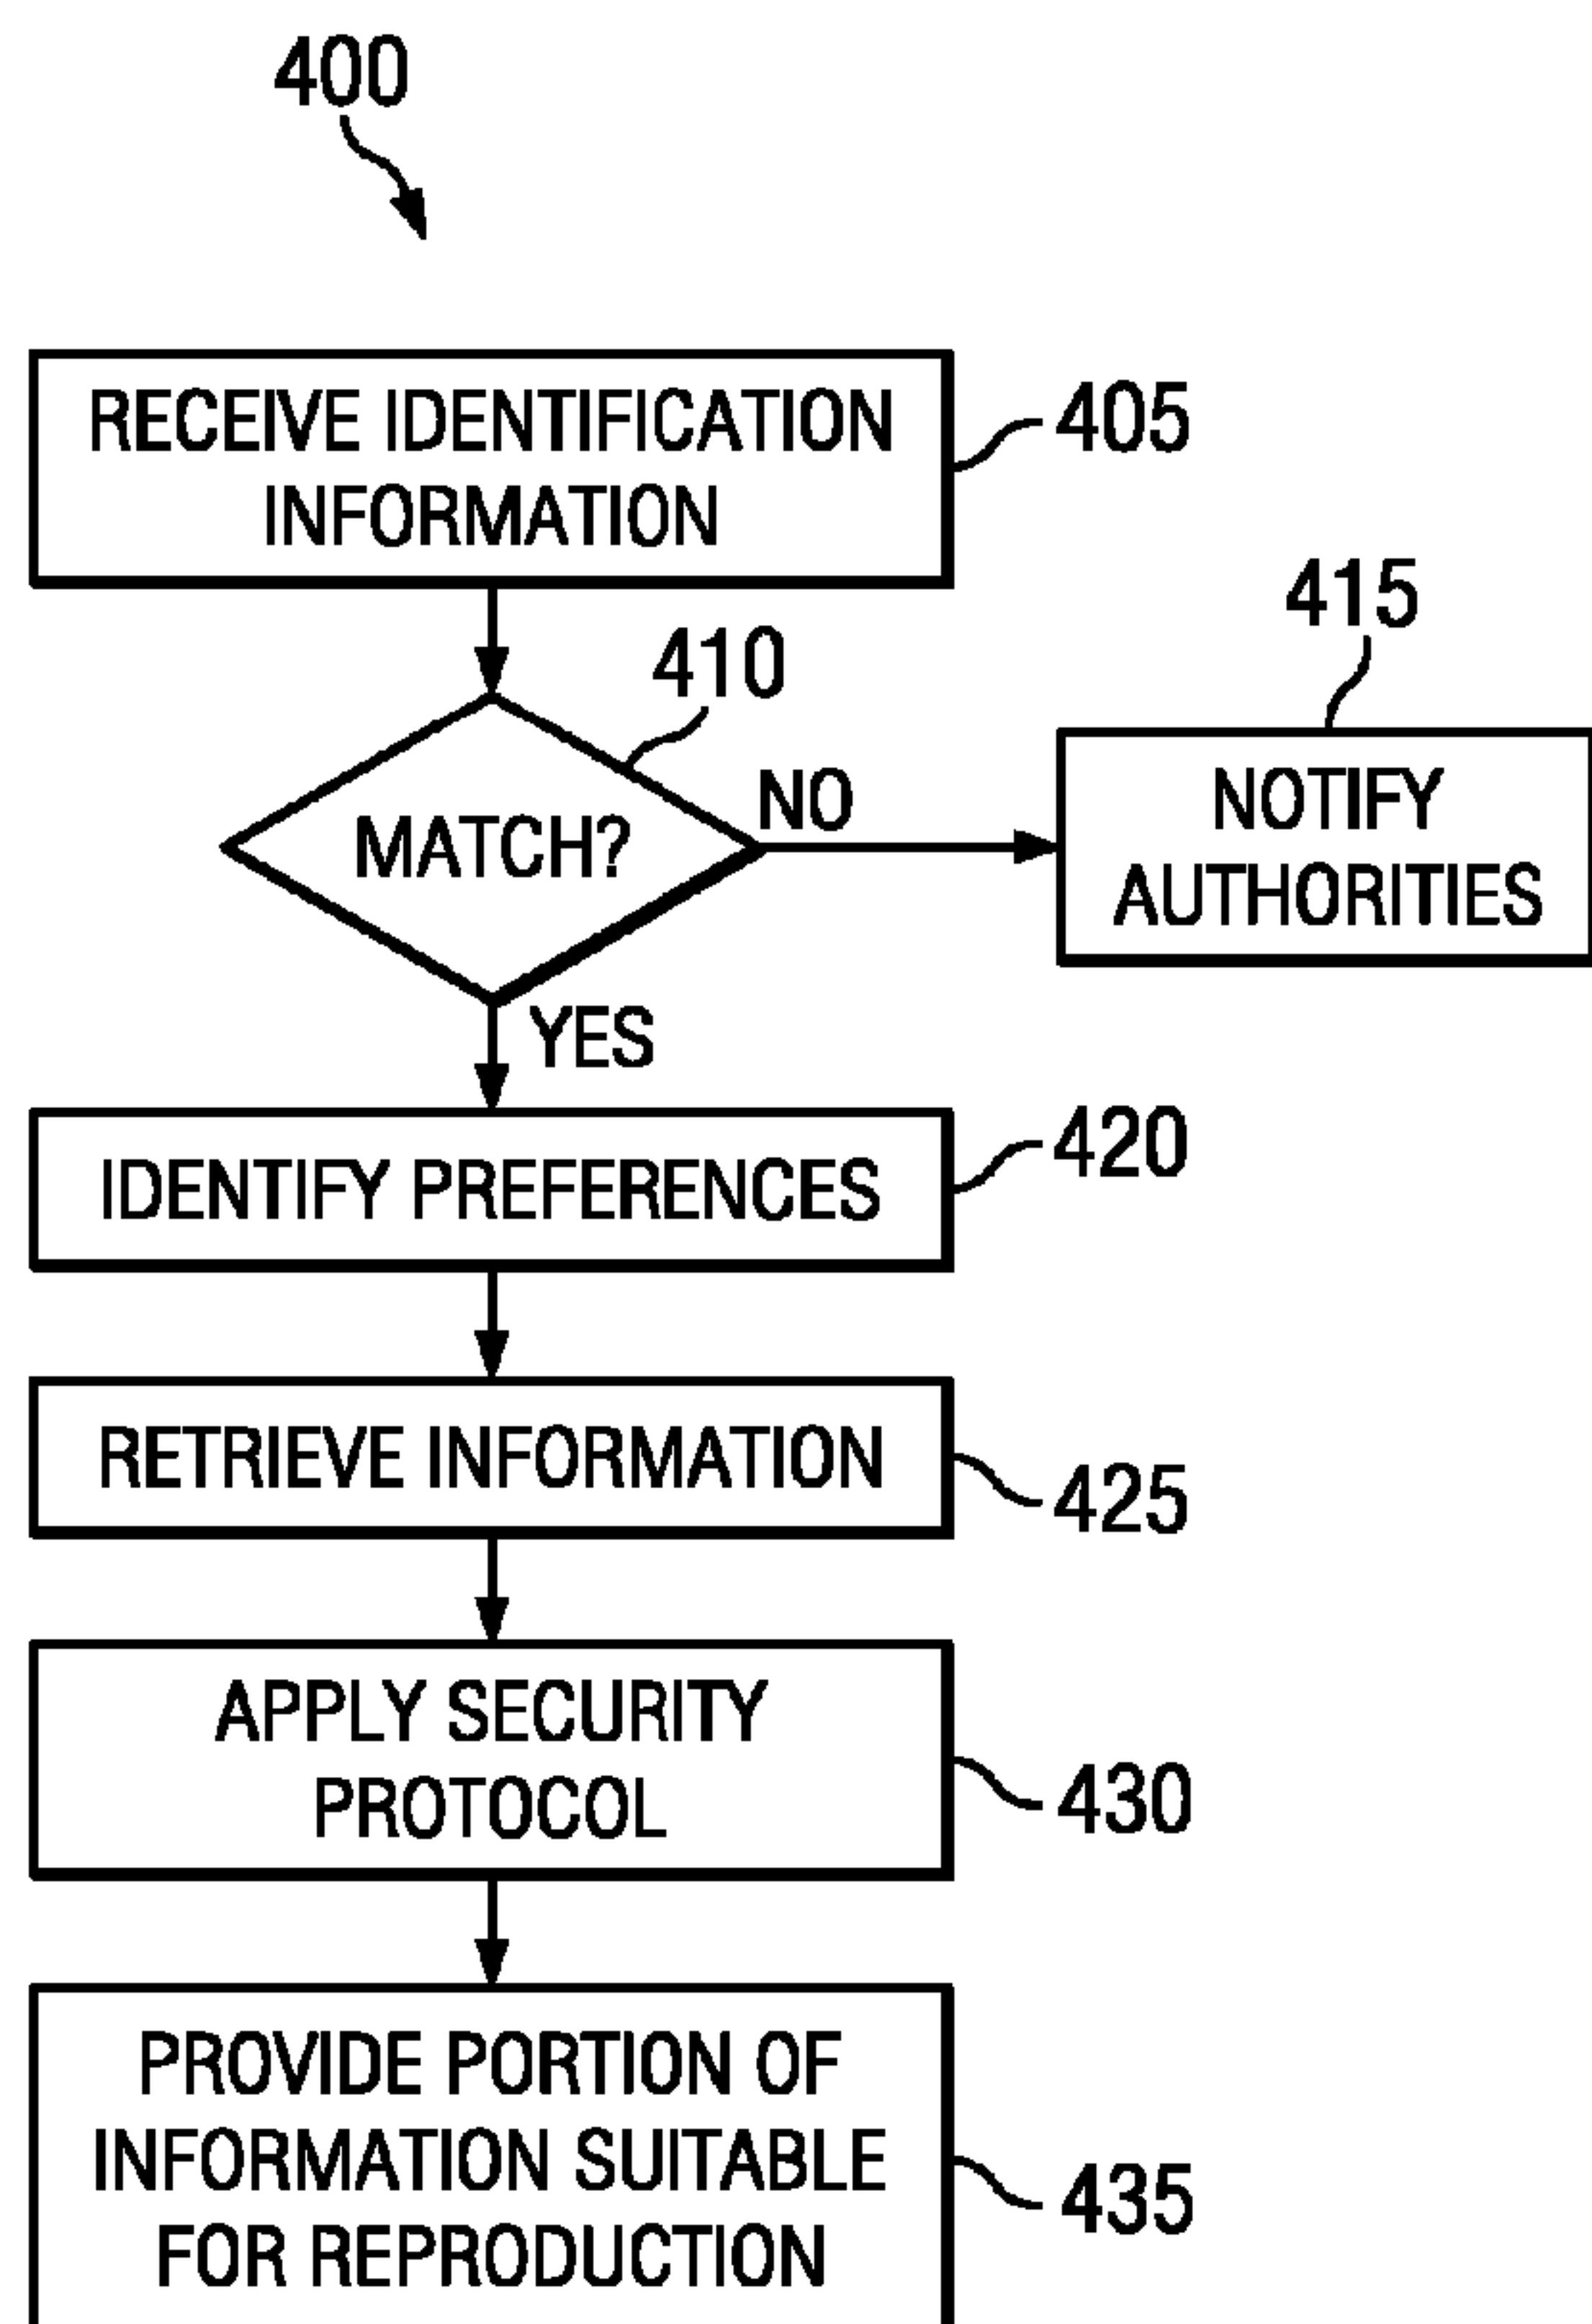 400
RECEIVE IDENTIFICATION
INFORMATION
405
410
MATCH?
NO
415
NOTIFY
AUTHORITIES
YES
IDENTIFY PREFERENCES
420
RETRIEVE INFORMATION
425
APPLY SECURITY
PROTOCOL
430
PROVIDE PORTION OF
INFORMATION SUITABLE
FOR REPRODUCTION
435